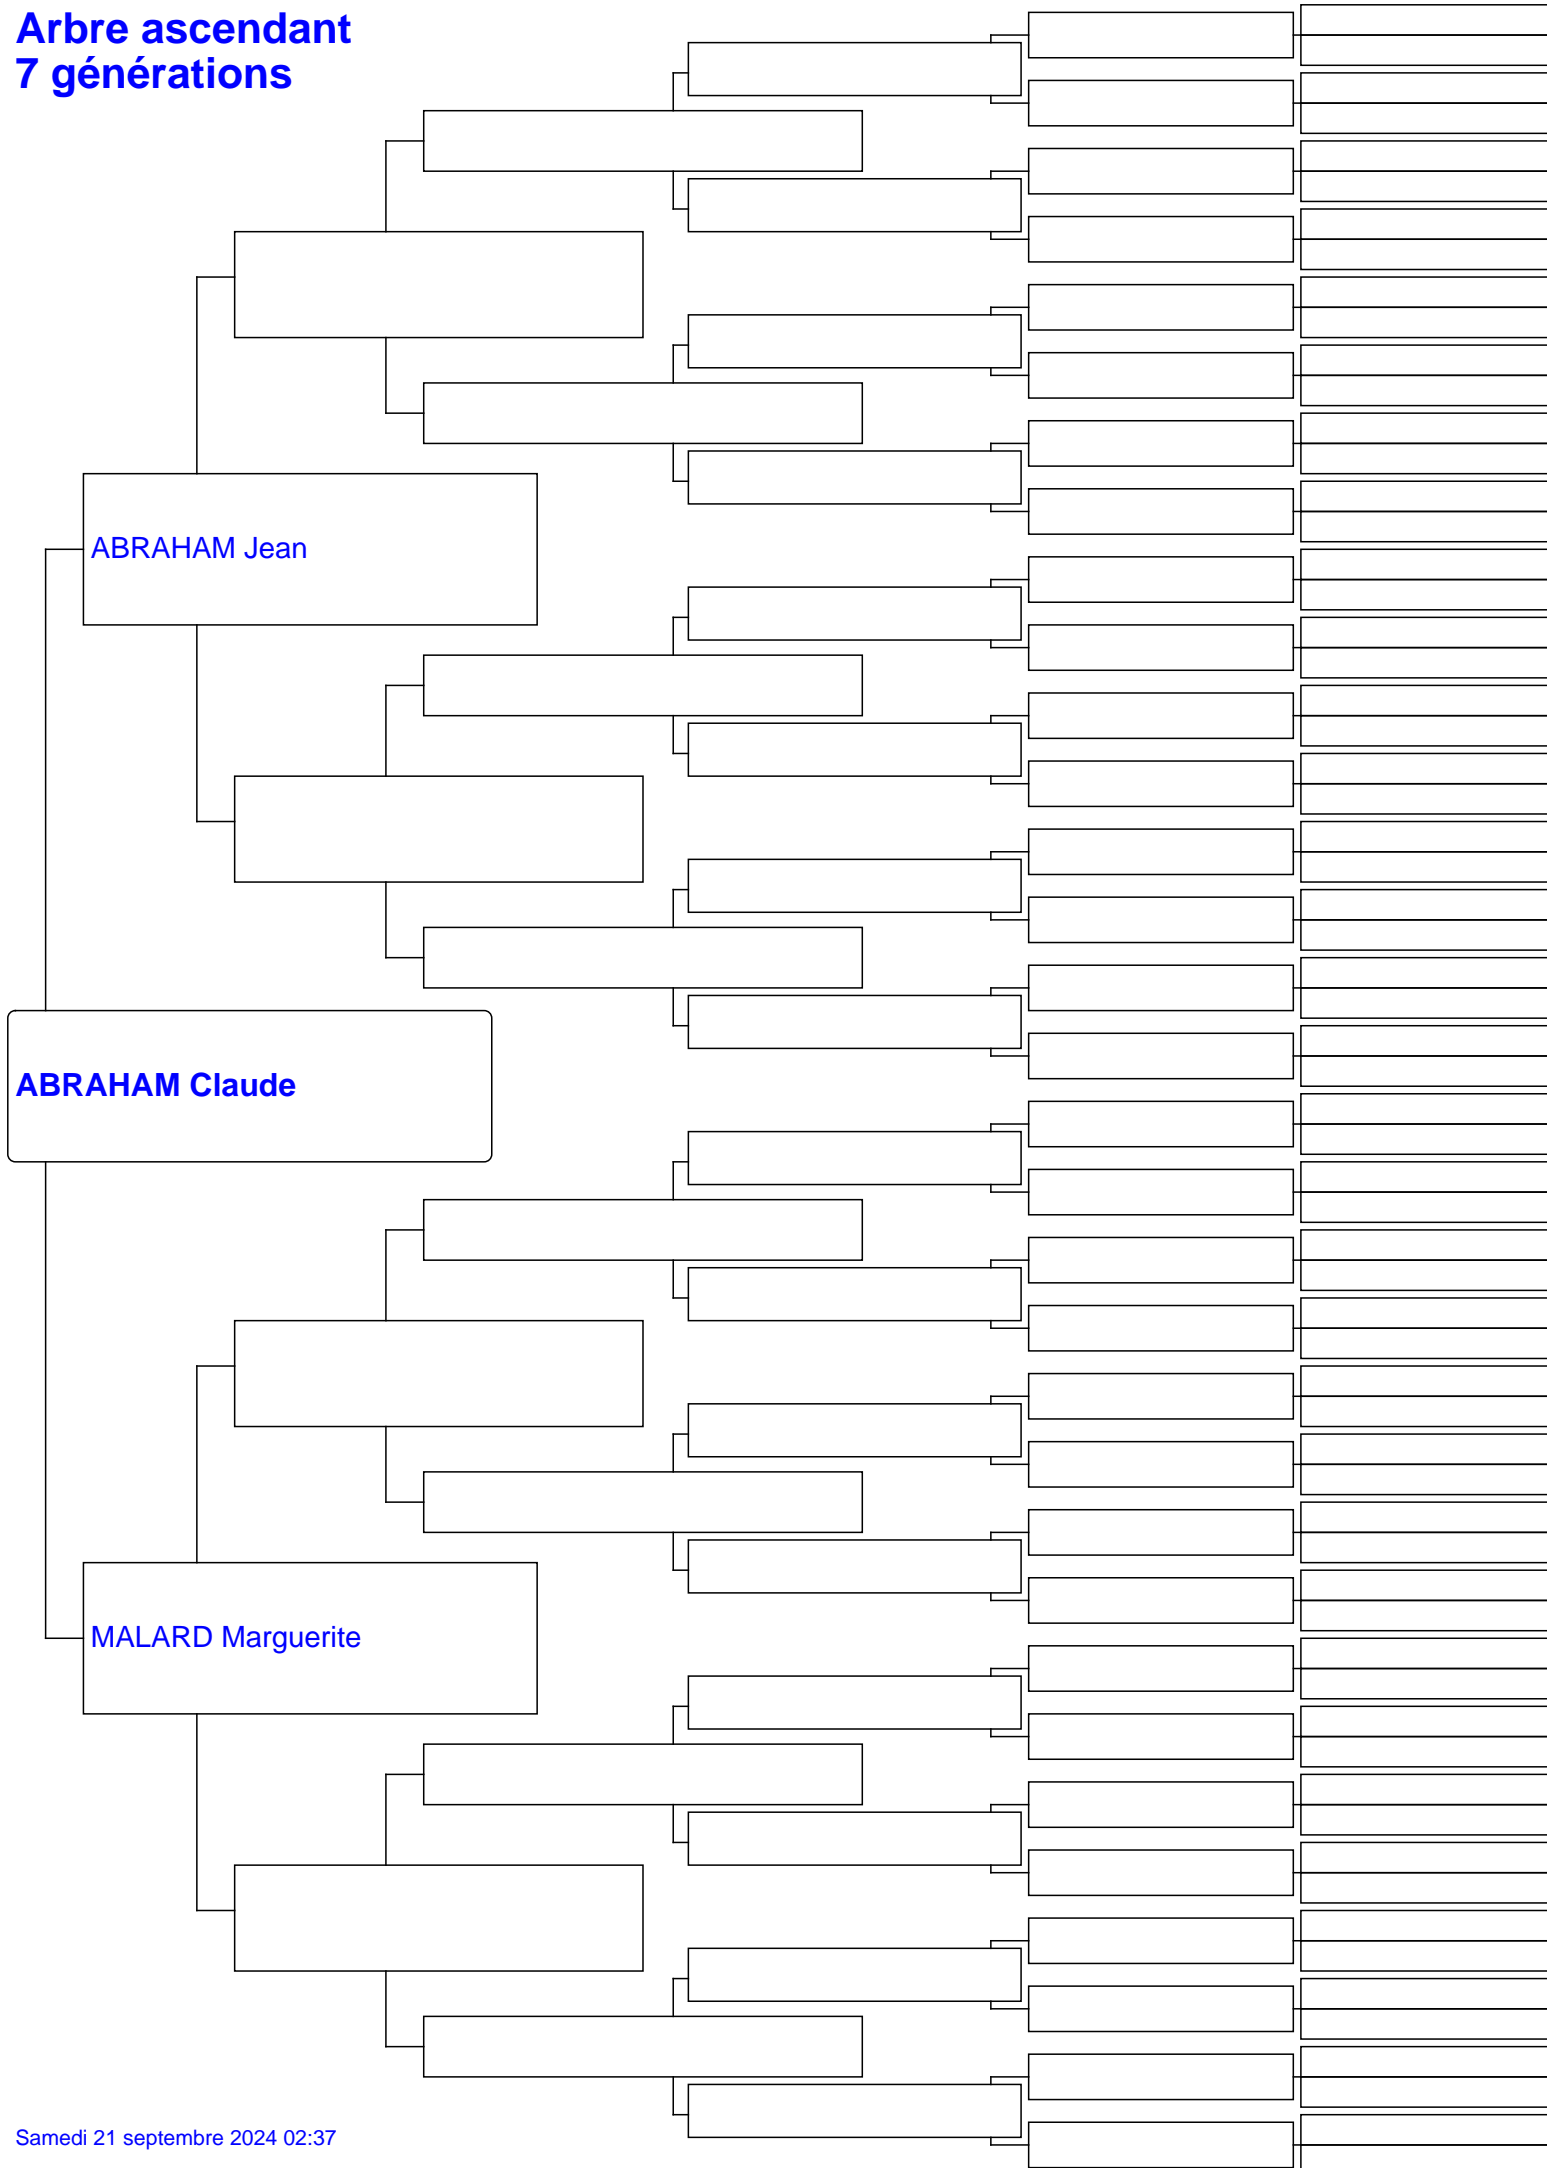 Arbre ascendant
7 générations
ABRAHAM Jean
ABRAHAM Claude
MALARD Marguerite
Samedi 21 septembre 2024 02:37